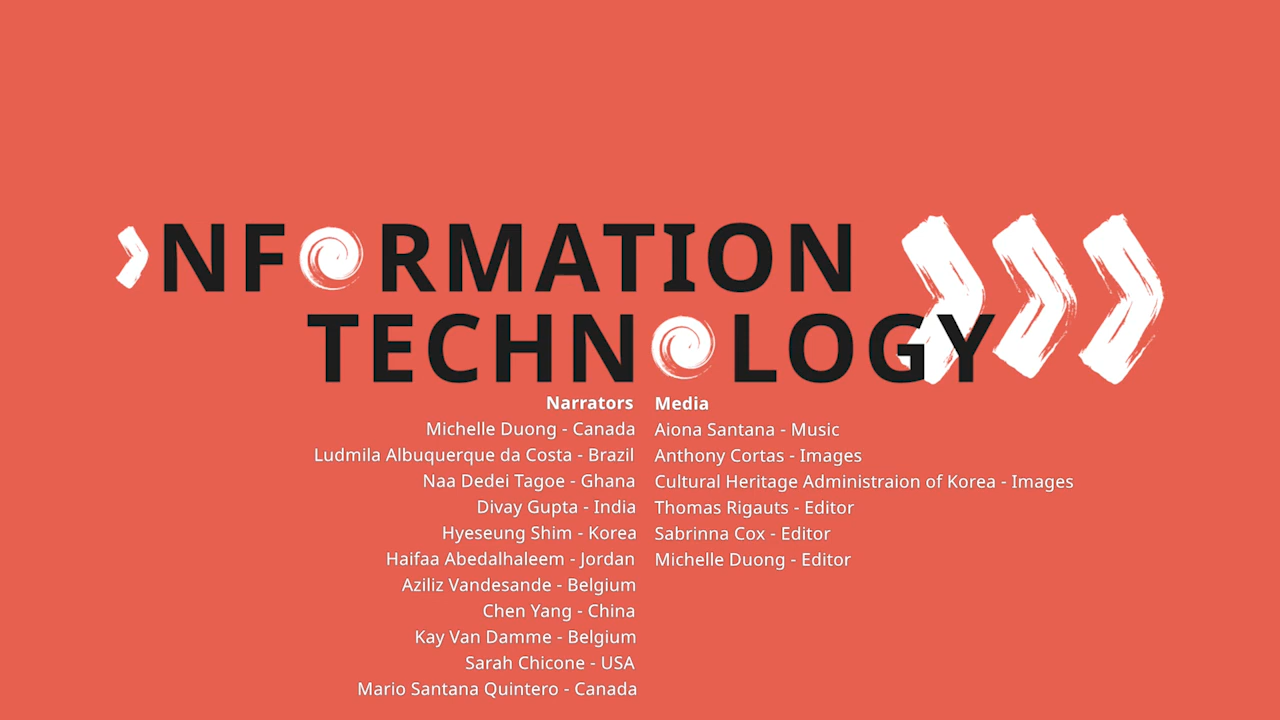 NFORMATION
TECHNOLOGY
Narrators
Michelle Duong - Canada
Ludmila Albuquerque da Costa - Brazil
Naa Dedei Tagoe - Ghana
Divay Gupta - India
Hyeseung Shim - Korea
Haifaa Abedalhaleem - Jordan
Aziliz Vandesande - Belgium
Chen Yang - China
Kay Van Damme - Belgium
Sarah Chicone - USA
Mario Santana Quintero - Canada
Media
Aiona Santana - Music
Anthony Cortas - Images
Cultural Heritage Administraion of Korea - Images
Thomas Rigauts - Editor
Sabrinna Cox - Editor
Michelle Duong - Editor